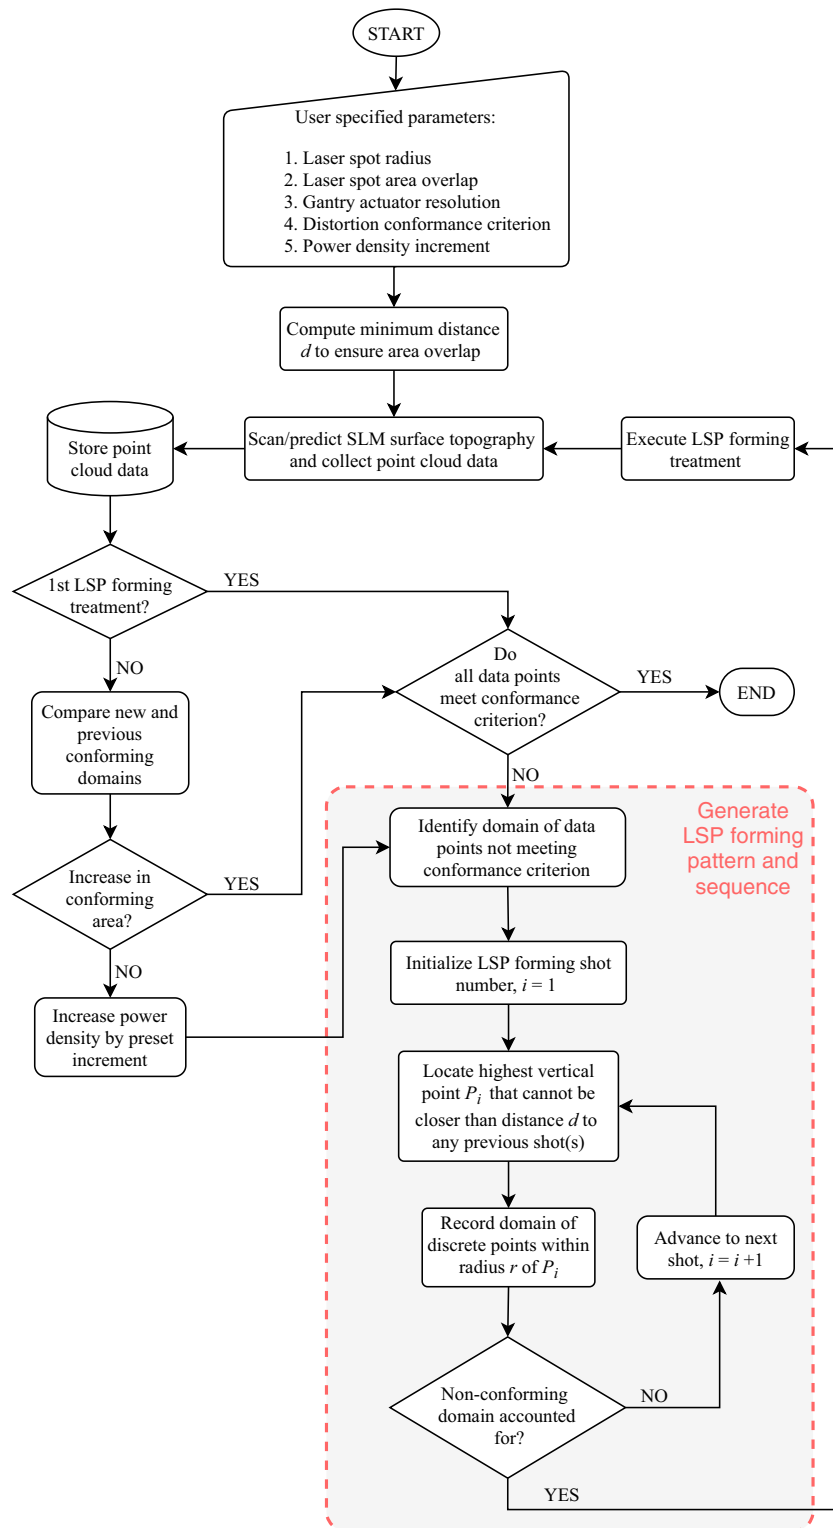 START
User specified parameters:
1. Laser spot radius
2. Laser spot area overlap
3. Gantry actuator resolution
4. Distortion conformance criterion
5. Power density increment
Compute minimum distance
d to ensure area overlap
Store point
cloud data
Scan/predict SLM surface topography
and collect point cloud data
Execute LSP forming
treatment
1st LSP forming
treatment?
YES
NO
Do
all data points
meet conformance
criterion?
YES
END
NO
Compare new and
previous
conforming
domains
Generate
LSP forming
pattern and
sequence
Identify domain of data
points not meeting
conformance criterion
Increase in
conforming
area?
YES
NO
Initialize LSP forming shot
number, i = 1
Increase power
density by preset
increment
Locate highest vertical
point Pi that cannot be
closer than distance d to
any previous shot(s)
Record domain of
discrete points within
radius r of Pi
Advance to next
shot, i = i +1
Non-conforming
domain accounted
for?
NO
YES